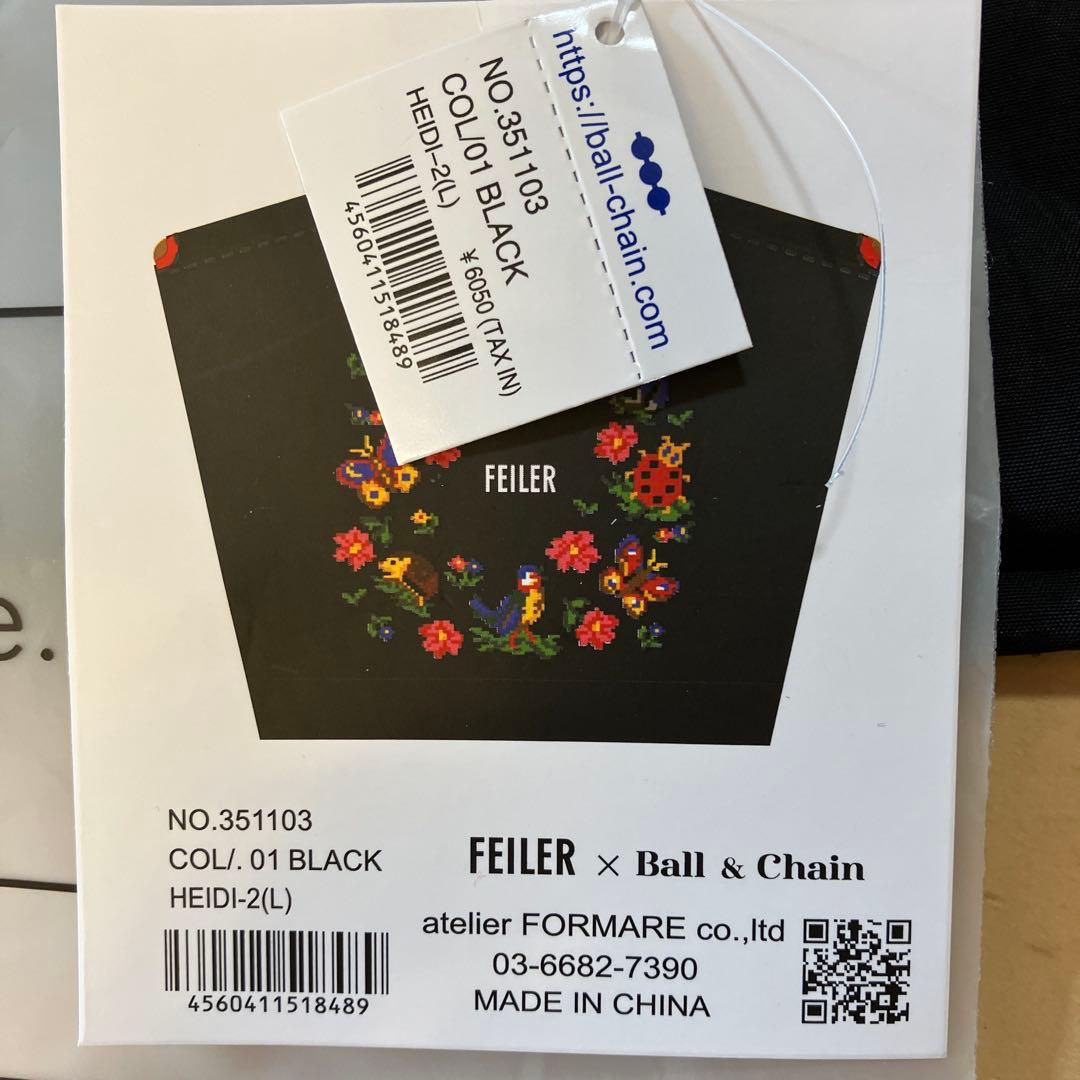 https://ball-chain.com
NO.351103
COL/01 BLACK
HEIDI-2(L)
¥6050(TAX IN)
4560411518489
FEILER
e.
NO.351103
COL/. 01 BLACK
HEIDI-2(L)
4560411518489
FEILER × Ball & Chain
atelier FORMARE co.,ltd
03-6682-7390
MADE IN CHINA